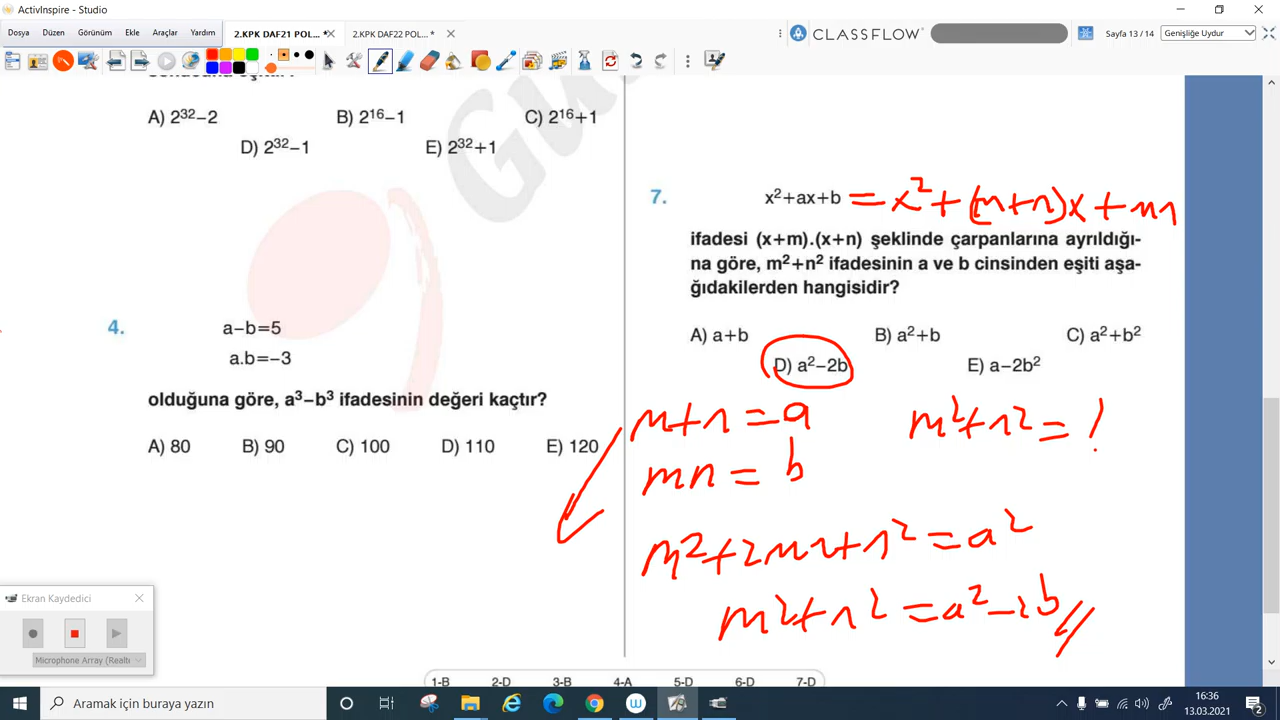 ActivInspire - Studio
Dosya Düzen Görünüm Ekle Araçlar Yardım
2.KPK DAF21 POL...* 2.KPK DAF22 POL...*
CLASSFLOW
Sayfa 13 / 14
Genişliğe Uydur
A) 2³²−2 B) 2¹⁶−1 C) 2¹⁶+1
D) 2³²−1 E) 2³²+1
4.
a−b=5
a.b=−3
olduğuna göre, a³−b³ ifadesinin değeri kaçtır?
A) 80 B) 90 C) 100 D) 110 E) 120
7. x²+ax+b = x²+(m+n)x+mn
ifadesi (x+m).(x+n) şeklinde çarpanlarına ayrıldığı-
na göre, m²+n² ifadesinin a ve b cinsinden eşiti aşa-
ğıdakilerden hangisidir?
A) a+b B) a²+b C) a²+b²
D) a²−2b E) a−2b²
m+n=a m²+n²=?
mn=b
m²+2mn+n²=a²
m²+n²=a²−2b
1-B 2-D 3-B 4-A 5-D 6-D 7-D
Ekran Kaydedici
Microphone Array (Realte
Aramak için buraya yazın
16:36
13.03.2021
2